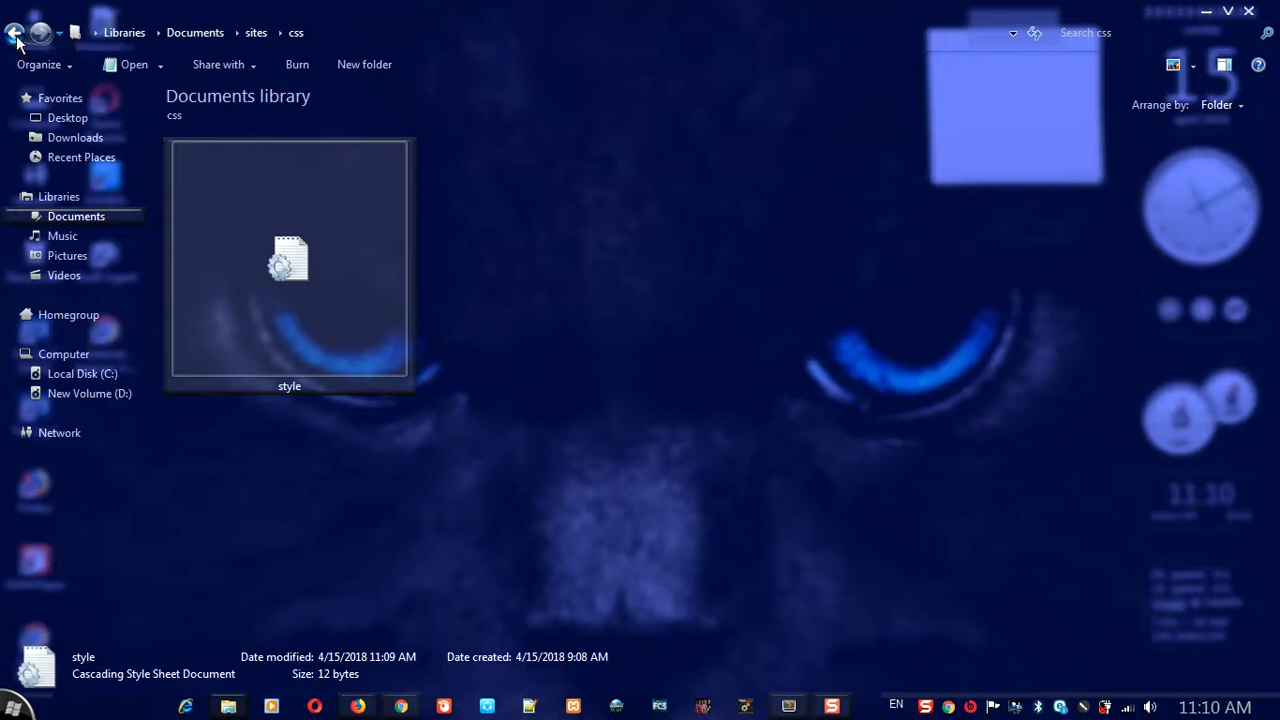 Libraries
Documents
sites
css
Search css
Organize
Open
Share with
Burn
New folder
Documents library
css
Arrange by:
Folder
15
Favorites
Desktop
Downloads
Recent Places
Libraries
Documents
Music
Pictures
Videos
Homegroup
Computer
Local Disk (C:)
New Volume (D:)
Network
style
11:10
style
Date modified: 4/15/2018 11:09 AM
Date created: 4/15/2018 9:08 AM
Cascading Style Sheet Document
Size: 12 bytes
EN
11:10 AM